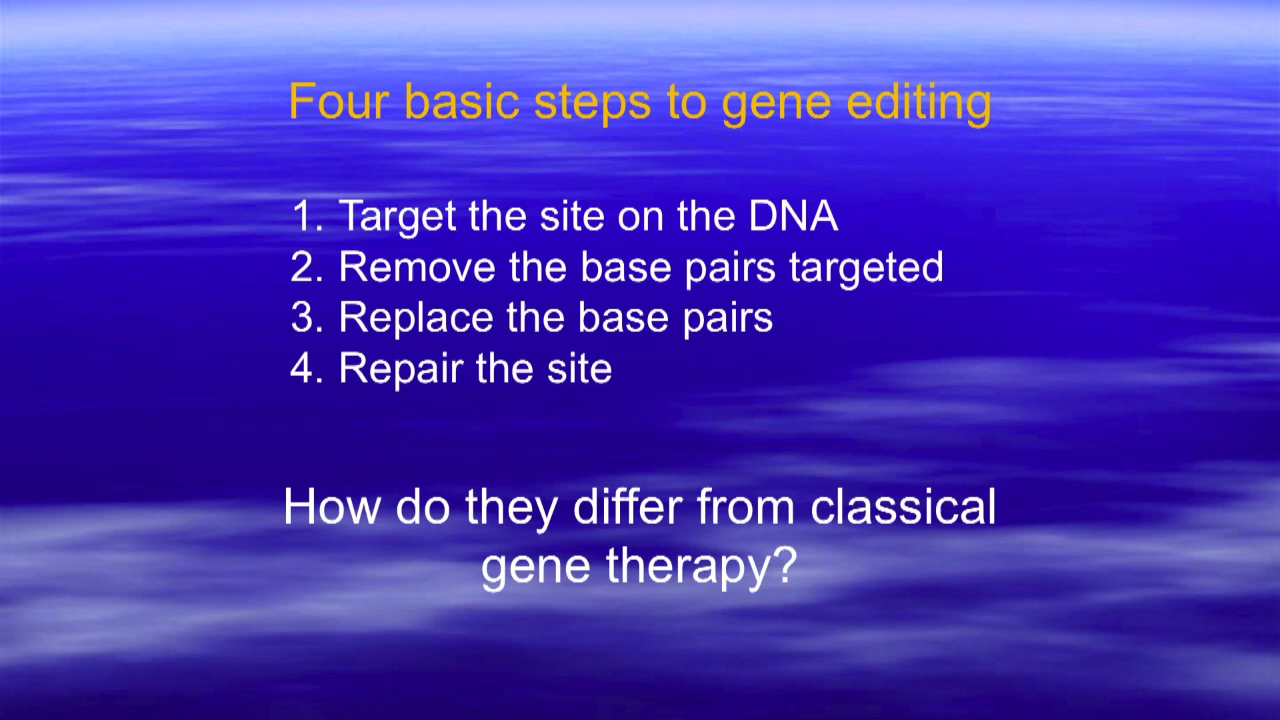 Four basic steps to gene editing
1. Target the site on the DNA
2. Remove the base pairs targeted
3. Replace the base pairs
4. Repair the site
How do they differ from classical
gene therapy?